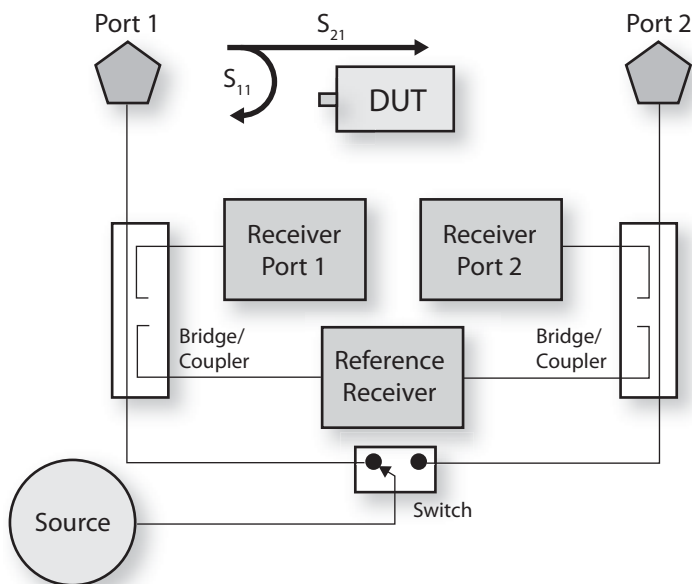 Port 1
S21
Port 2
S11
DUT
Receiver
Port 1
Receiver
Port 2
Bridge/
Coupler
Reference
Receiver
Bridge/
Coupler
Source
Switch